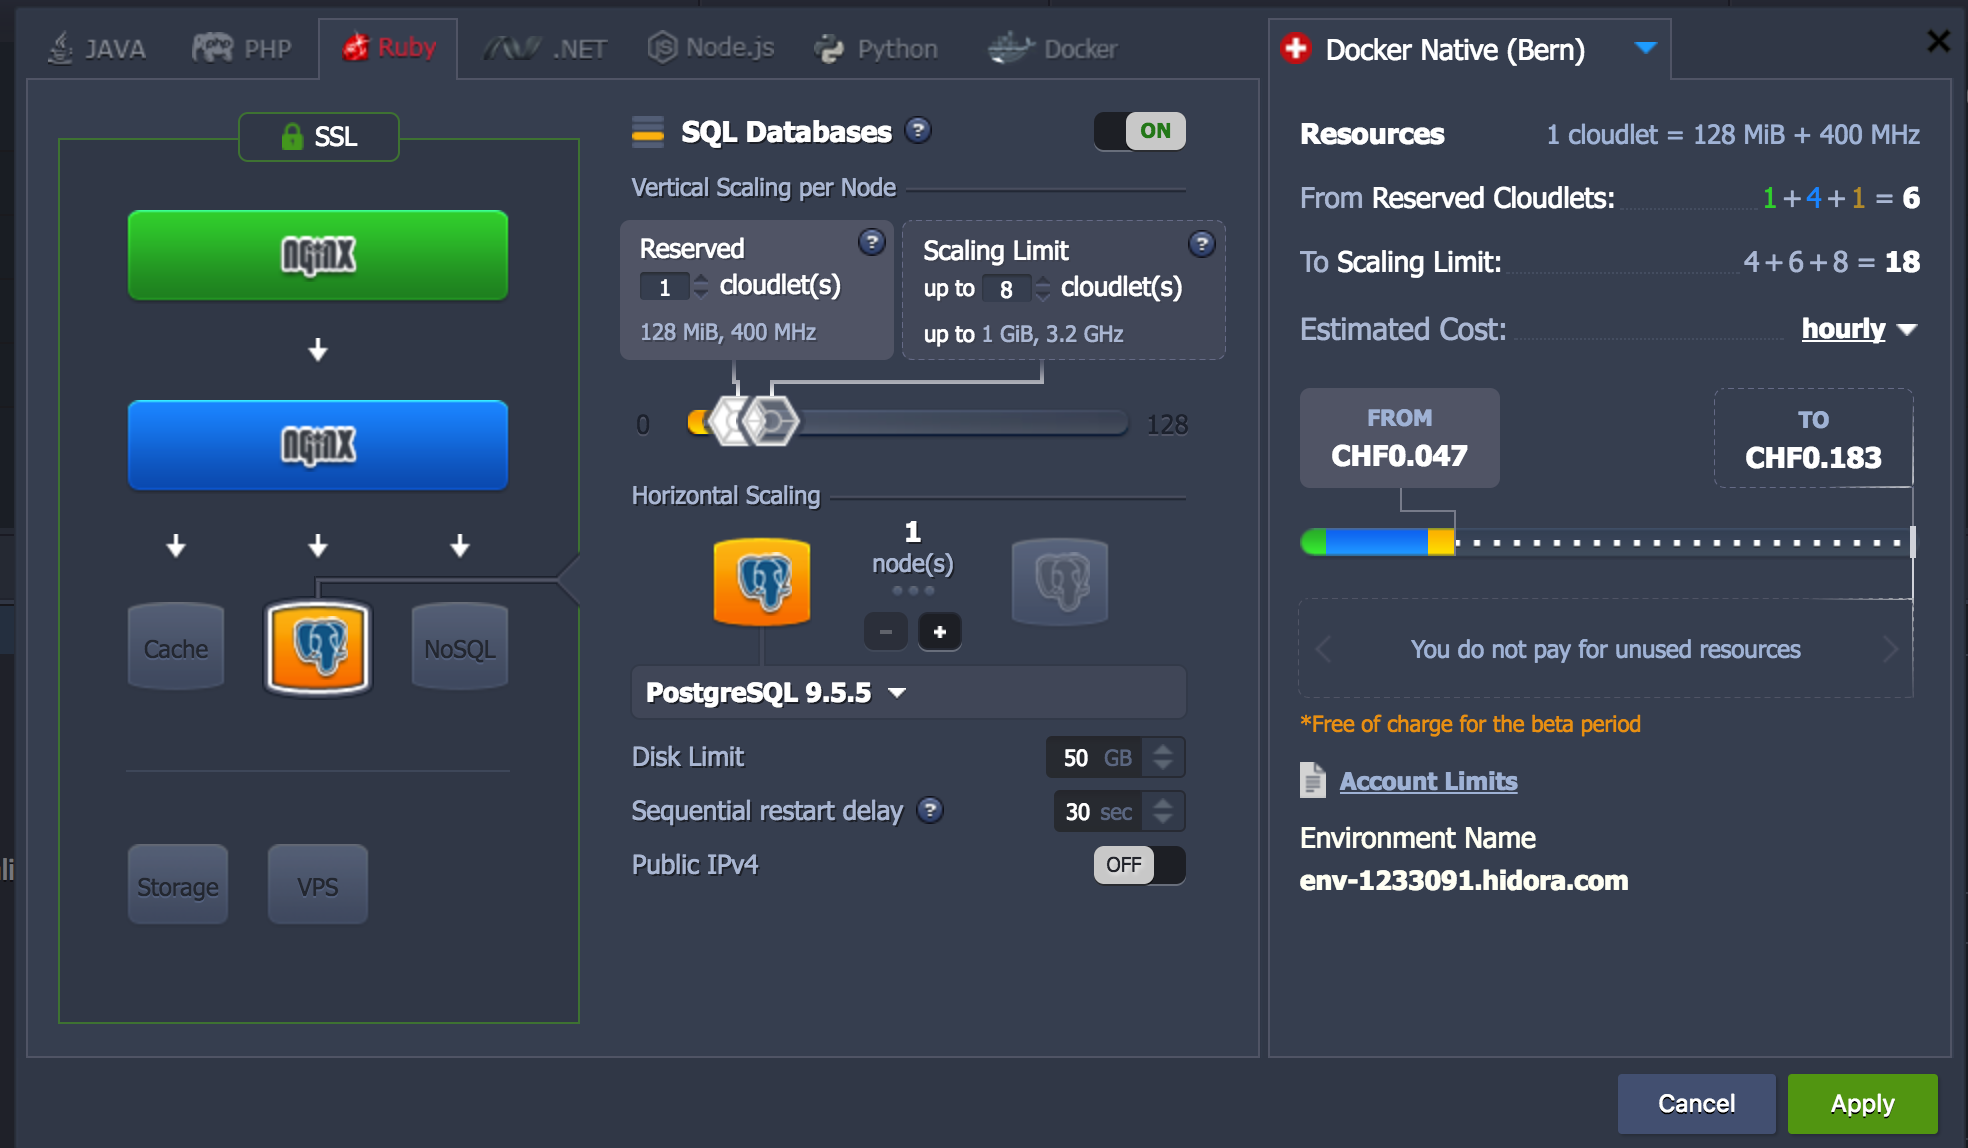 JAVA
PHP
Ruby
.NET
Node.js
Python
Docker
SSL
NGINX
NGINX
Cache
NoSQL
Storage
VPS
SQL Databases ?
ON
Vertical Scaling per Node
Reserved ?
1 cloudlet(s)
128 MiB, 400 MHz
Scaling Limit ?
up to 8 cloudlet(s)
up to 1 GiB, 3.2 GHz
0
128
Horizontal Scaling
1
node(s)
PostgreSQL 9.5.5
Disk Limit 50 GB
Sequential restart delay ? 30 sec
Public IPv4 OFF
Docker Native (Bern)
Resources 1 cloudlet = 128 MiB + 400 MHz
From Reserved Cloudlets: 1 + 4 + 1 = 6
To Scaling Limit: 4 + 6 + 8 = 18
Estimated Cost: hourly
FROM
CHF0.047
TO
CHF0.183
You do not pay for unused resources
*Free of charge for the beta period
Account Limits
Environment Name
env-1233091.hidora.com
Cancel
Apply